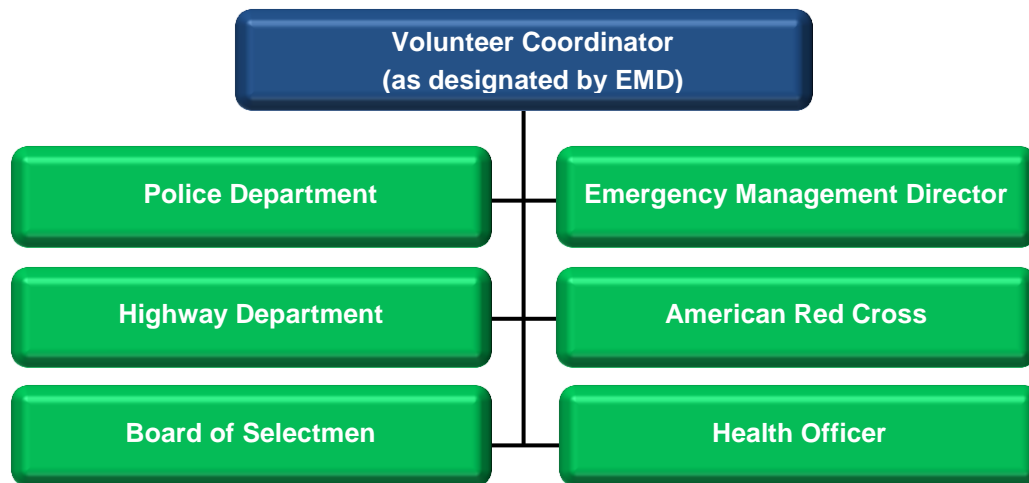 Volunteer Coordinator
(as designated by EMD)
Police Department
Emergency Management Director
Highway Department
American Red Cross
Board of Selectmen
Health Officer